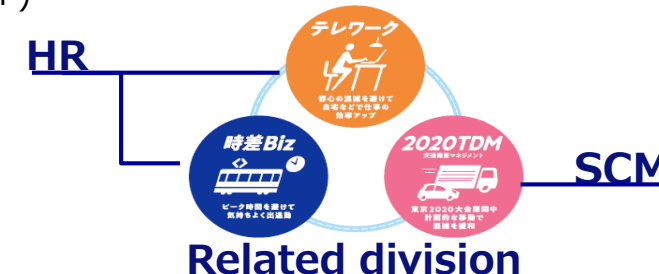 HR
テレワーク
都心の混雑を避けて
自宅などで仕事の
効率アップ
時差Biz
ピーク時間を避けて
気持ちよく出退勤
2020TDM
交通需要マネジメント
東京2020大会期間中
計画的な移動で
混雑を緩和
SCM
Related division